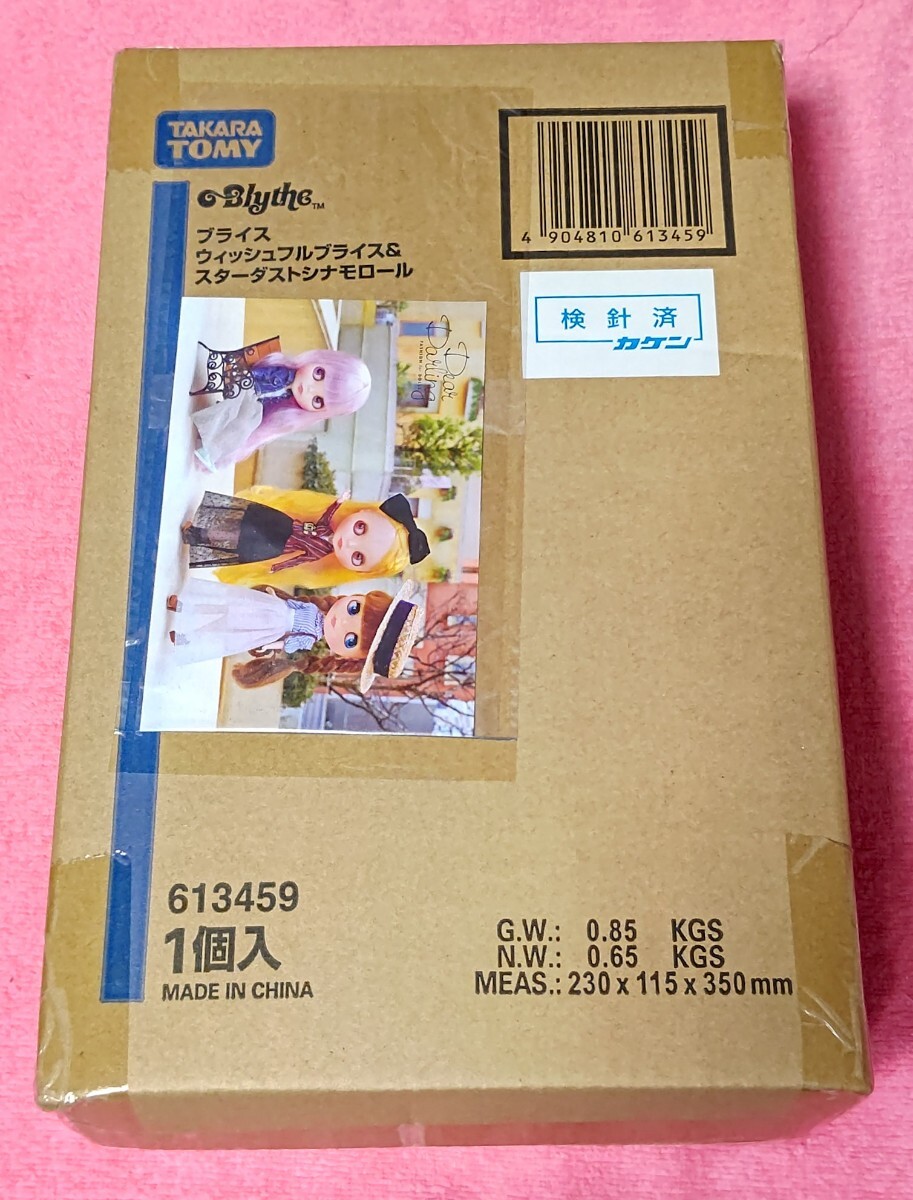 TAKARA
TOMY
Blythe™
ブライス
ウィッシュフルブライス&
スターダストシナモロール
4 904810 613459
検針済
カケン
Dear
Darling
613459
1個入
MADE IN CHINA
G.W.: 0.85 KGS
N.W.: 0.65 KGS
MEAS.: 230 x 115 x 350 mm